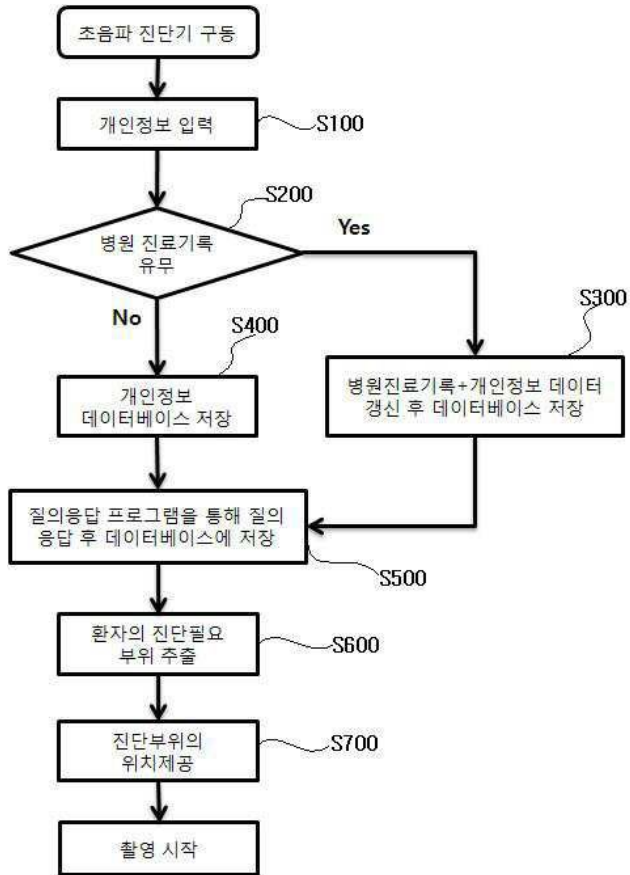 초음파 진단기 구동
개인정보 입력
S100
S200
병원 진료기록
유무
Yes
No
S300
병원진료기록+개인정보 데이터
갱신 후 데이터베이스 저장
S400
개인정보
데이터베이스 저장
질의응답 프로그램을 통해 질의
응답 후 데이터베이스에 저장
S500
환자의 진단필요
부위 추출
S600
진단부위의
위치제공
S700
촬영 시작